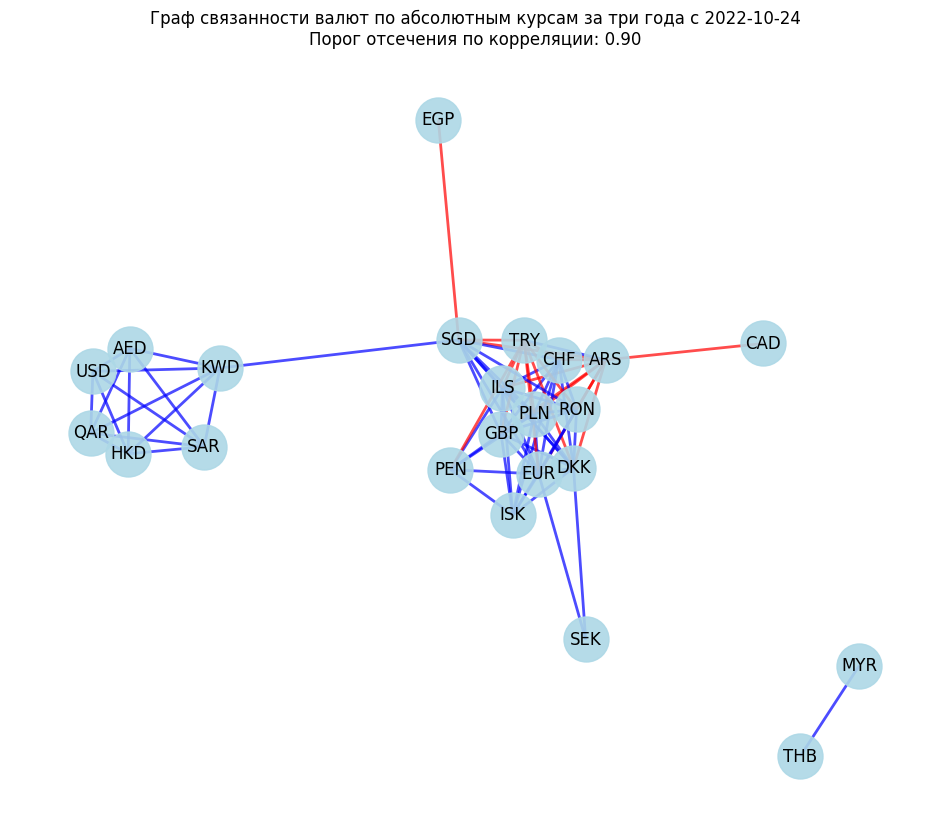 Граф связанности валют по абсолютным курсам за три года с 2022-10-24
Порог отсечения по корреляции: 0.90
EGP
SGD
TRY
CHF
ARS
CAD
AED
USD
KWD
ILS
PLN
RON
QAR
HKD
SAR
GBP
PEN
EUR
DKK
ISK
SEK
MYR
THB